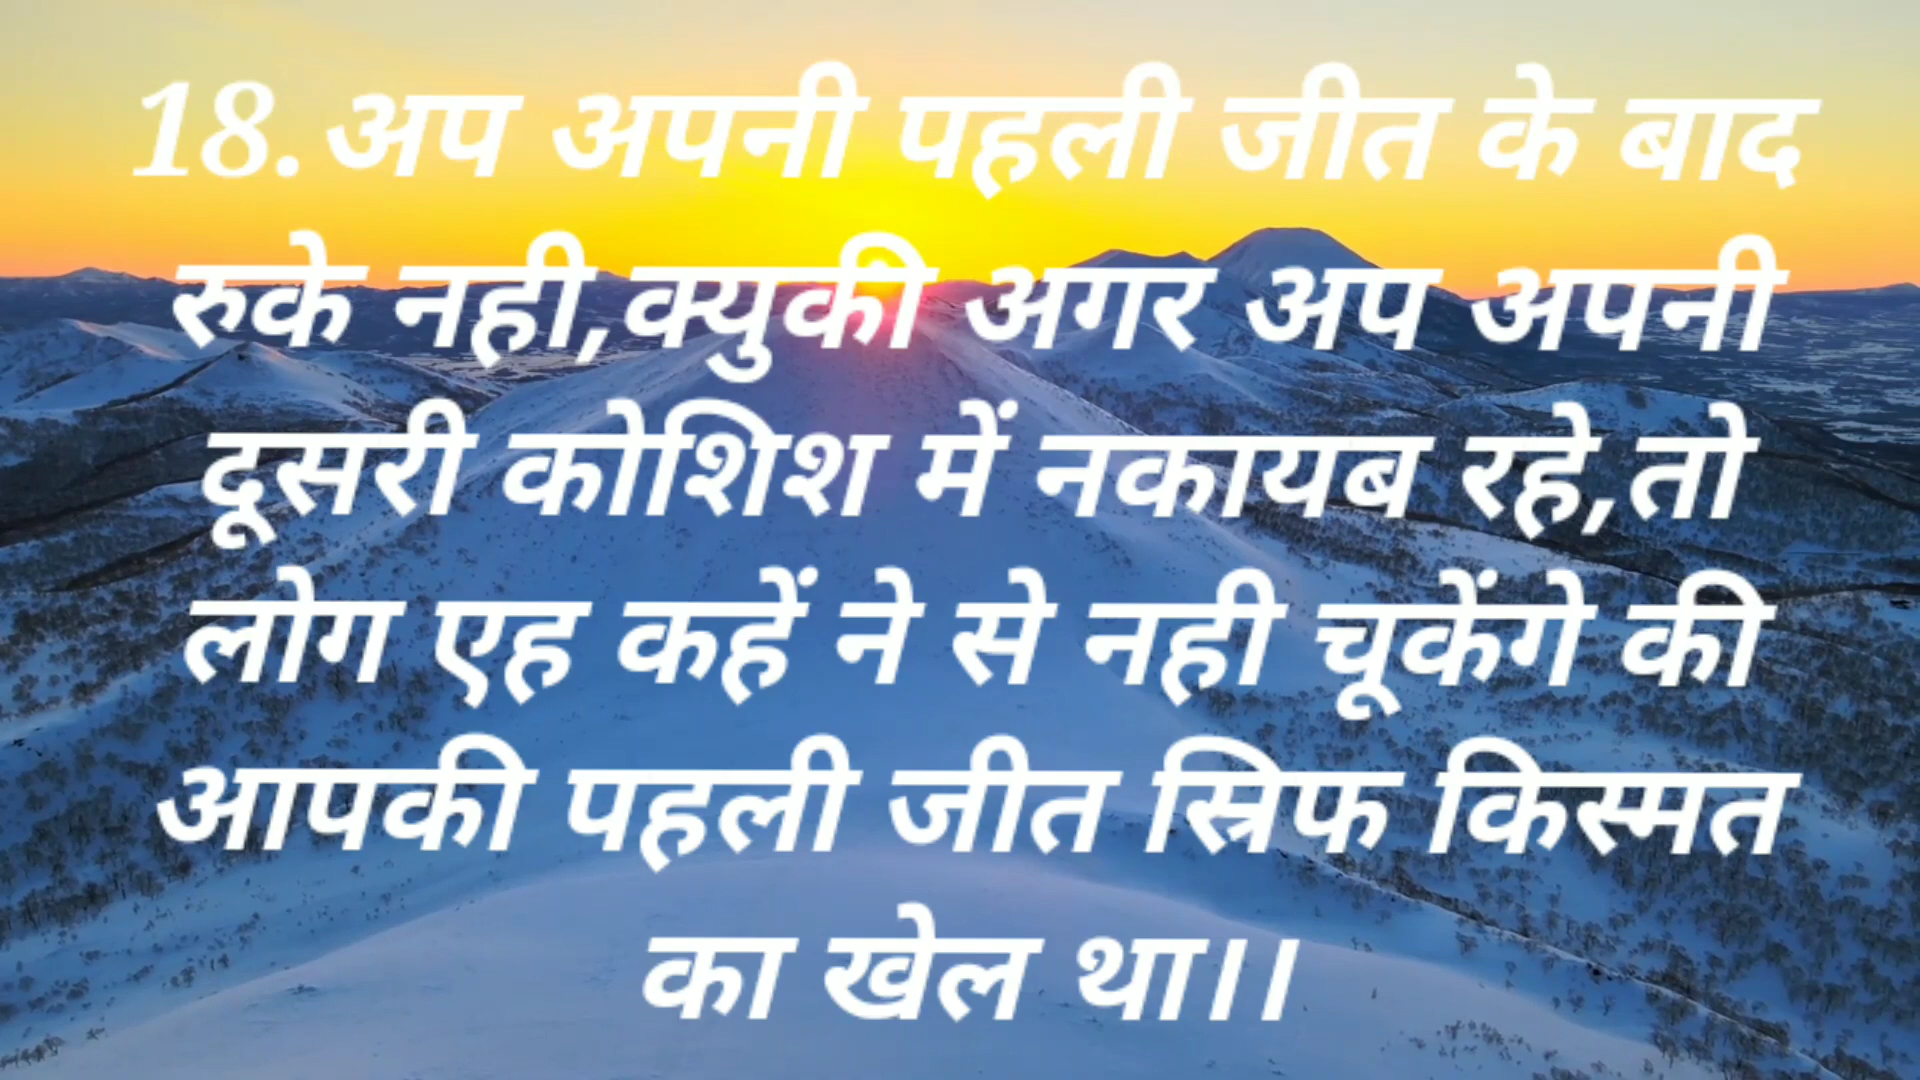 18. अप अपनी पहली जीत के बाद
रुके नही,क्युकी अगर अप अपनी
दूसरी कोशिश में नकायब रहे,तो
लोग एह कहें ने से नही चूकेंगे की
आपकी पहली जीत स्रिफ किस्मत
का खेल था।।